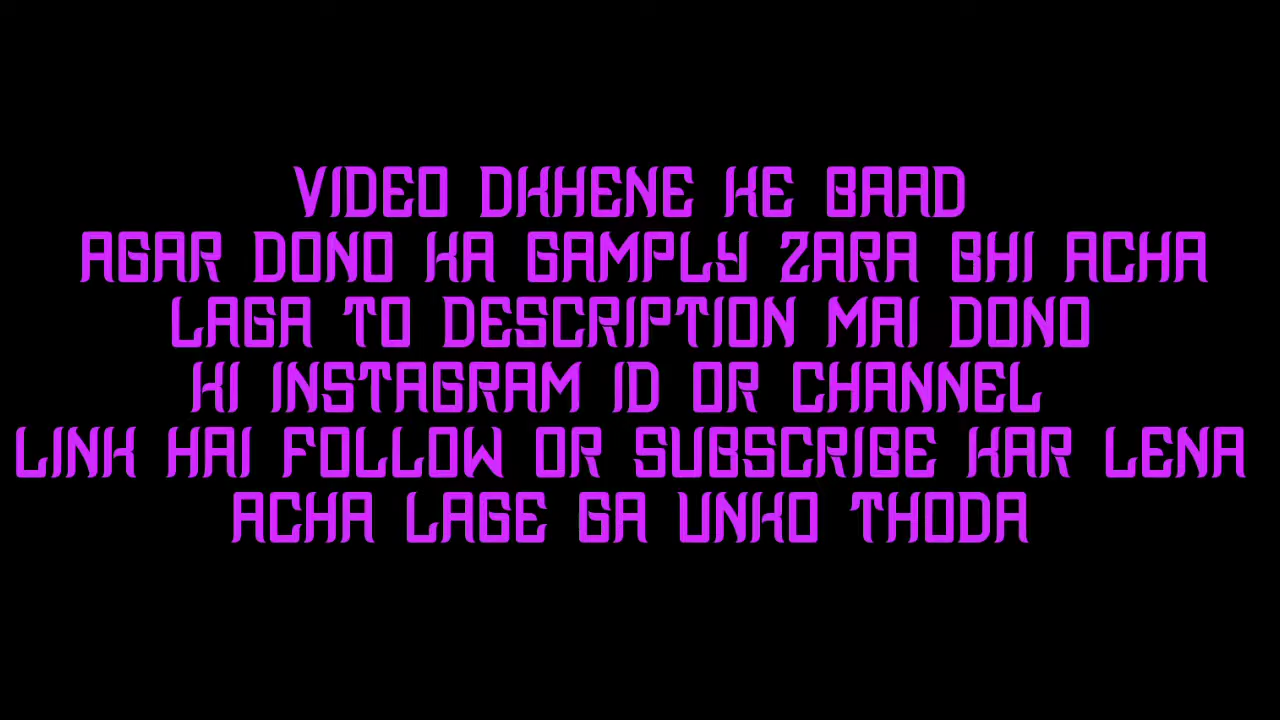 VIDEO DKHENE KE BAAD
AGAR DONO KA GAMPLY ZARA BHI ACHA
LAGA TO DESCRIPTION MAI DONO
KI INSTAGRAM ID OR CHANNEL
LINK HAI FOLLOW OR SUBSCRIBE KAR LENA
ACHA LAGE GA UNKO THODA